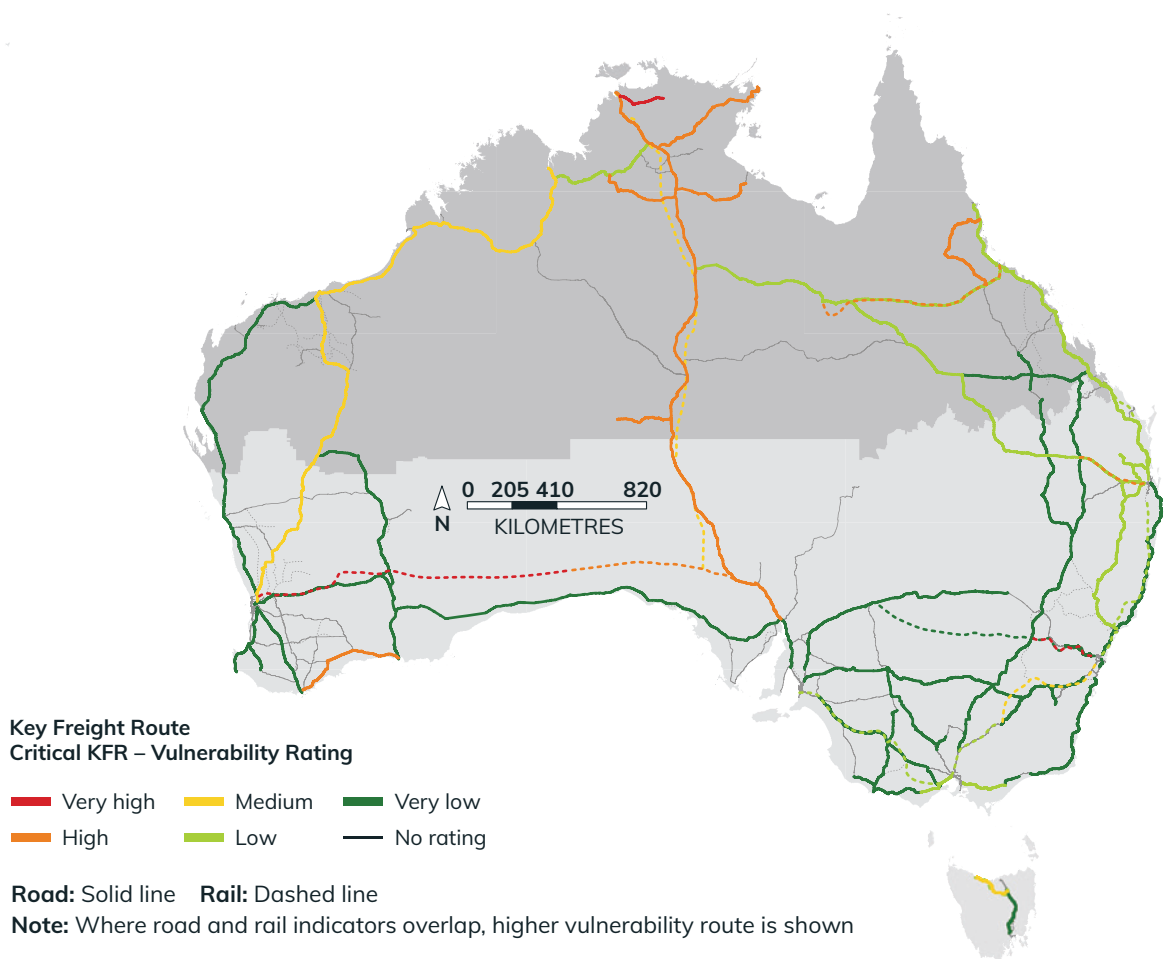 0 205 410 820
N
KILOMETRES
Key Freight Route
Critical KFR – Vulnerability Rating
Very high Medium Very low
High Low No rating
Road: Solid line Rail: Dashed line
Note: Where road and rail indicators overlap, higher vulnerability route is shown